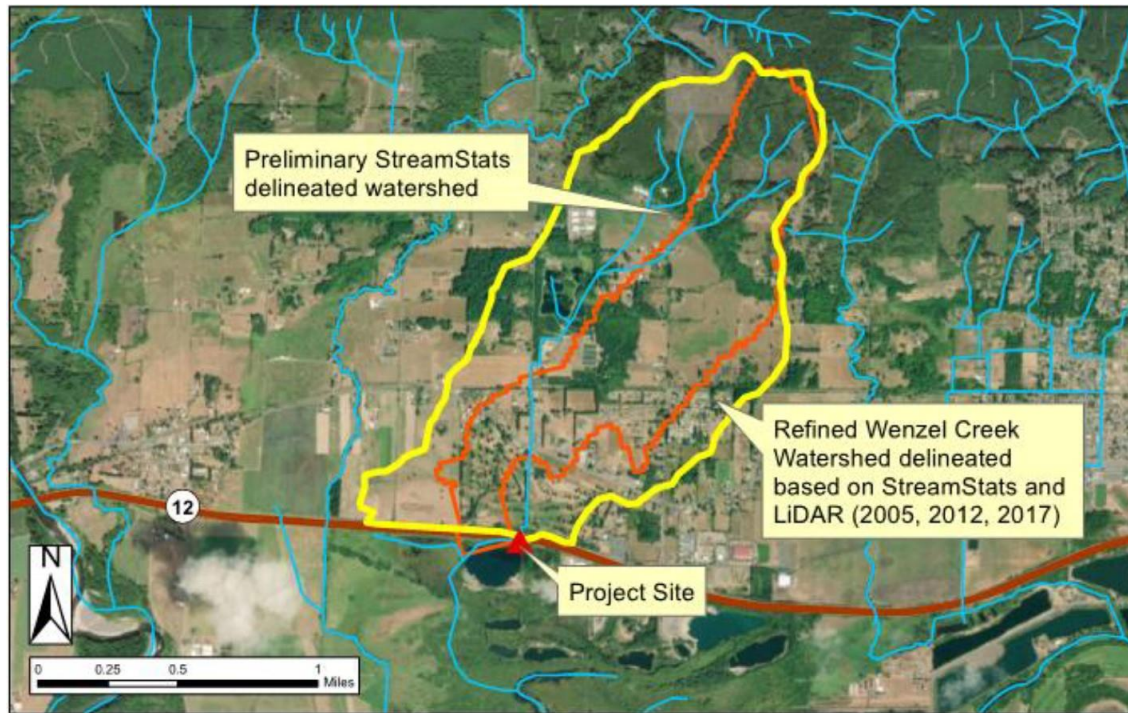 Preliminary StreamStats
delineated watershed
Refined Wenzel Creek
Watershed delineated
based on StreamStats and
LiDAR (2005, 2012, 2017)
12
Project Site
N
0 0.25 0.5 1
Miles